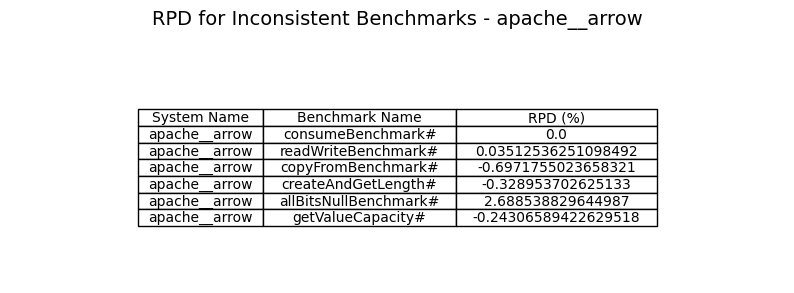 RPD for Inconsistent Benchmarks - apache__arrow
System Name Benchmark Name RPD (%)
apache__arrow consumeBenchmark# 0.0
apache__arrow readWriteBenchmark# 0.03512536251098492
apache__arrow copyFromBenchmark# -0.6971755023658321
apache__arrow createAndGetLength# -0.328953702625133
apache__arrow allBitsNullBenchmark# 2.688538829644987
apache__arrow getValueCapacity# -0.24306589422629518